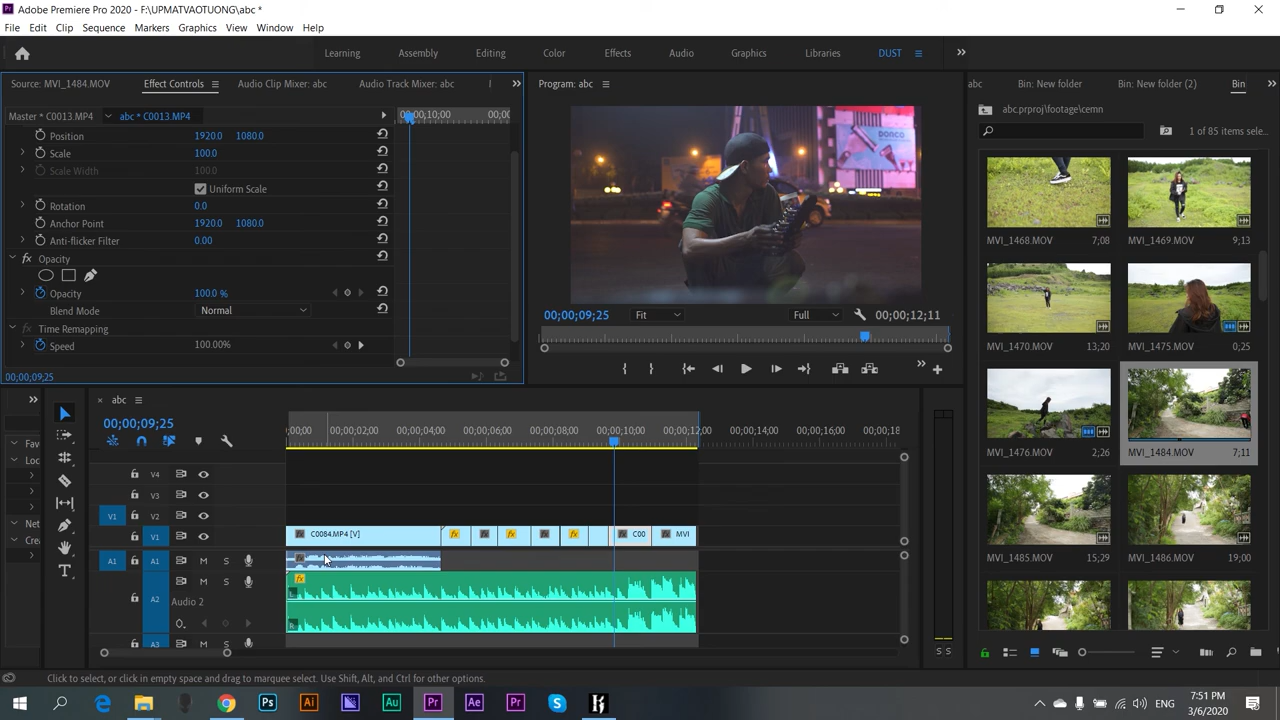 Adobe Premiere Pro 2020 - F:\UPMATVAOTUONG\abc *
File Edit Clip Sequence Markers Graphics View Window Help
Learning Assembly Editing Color Effects Audio Graphics Libraries DUST
Source: MVI_1484.MOV Effect Controls Audio Clip Mixer: abc Audio Track Mixer: abc
Program: abc
abc Bin: New folder Bin: New folder (2) Bin
abc.prproj\footage\cemn
Master * C0013.MP4 abc * C0013.MP4
1 of 85 items sele...
Position 1920.0 1080.0
Scale 100.0
Scale Width 100.0
Uniform Scale
Rotation 0.0
Anchor Point 1920.0 1080.0
Anti-flicker Filter 0.00
Opacity
Opacity 100.0 %
Blend Mode Normal
Time Remapping
Speed 100.00%
00;00;09;25
DONCO
00;00;09;25 Fit Full 00;00;12;11
MVI_1468.MOV 7;08 MVI_1469.MOV 9;13
MVI_1470.MOV 13;20 MVI_1475.MOV 0;25
MVI_1476.MOV 2;26 MVI_1484.MOV 7;11
MVI_1485.MOV 15;29 MVI_1486.MOV 19;00
abc
00;00;09;25
;00;00 00;00;02;00 00;00;04;00 00;00;06;00 00;00;08;00 00;00;10;00 00;00;12;00 00;00;14;00 00;00;16;00 00;00;18
Fav
Loc
Net
Crea
V4
V3
V1 V2
V1 C0084.MP4 [V] C00 MVI
A1 A1 M S
A2 M S
Audio 2
L
R
A3 M S
S S
Click to select, or click in empty space and drag to marquee select. Use Shift, Alt, and Ctrl for other options.
Ps Ai Au Pr Ae Pr
ENG
7:51 PM
3/6/2020